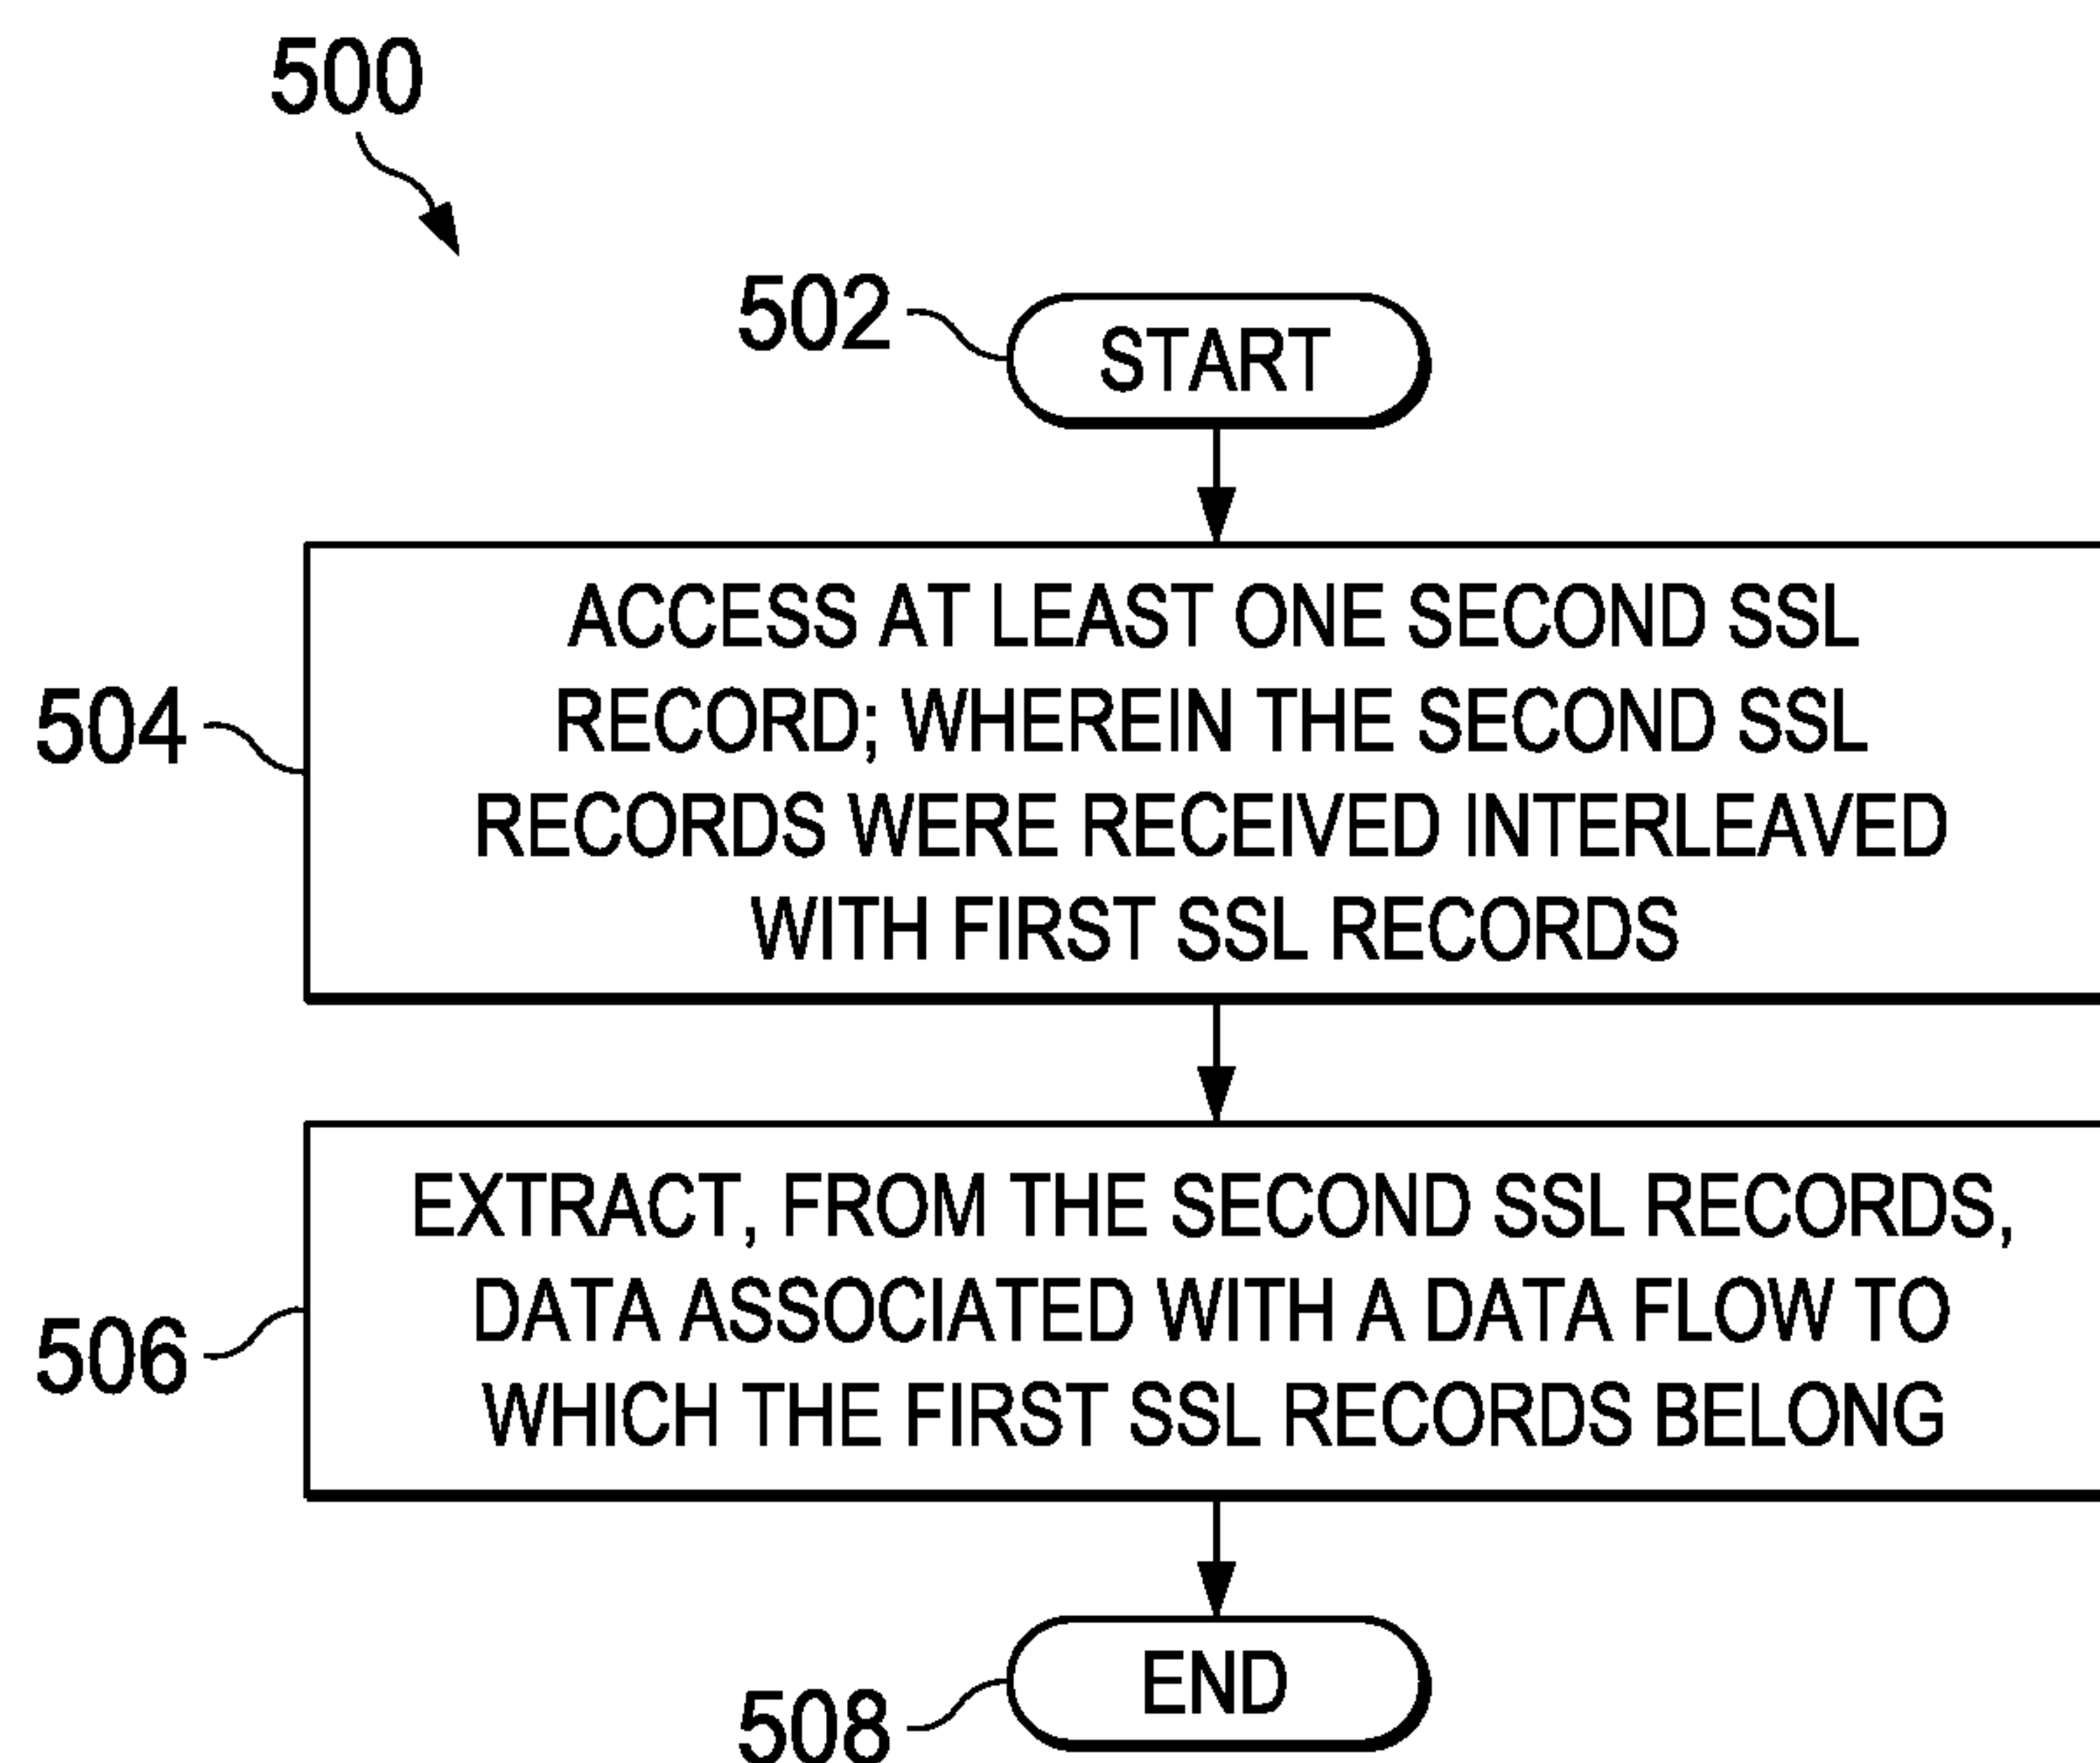 500
502
START
504
ACCESS AT LEAST ONE SECOND SSL
RECORD; WHEREIN THE SECOND SSL
RECORDS WERE RECEIVED INTERLEAVED
WITH FIRST SSL RECORDS
506
EXTRACT, FROM THE SECOND SSL RECORDS,
DATA ASSOCIATED WITH A DATA FLOW TO
WHICH THE FIRST SSL RECORDS BELONG
508
END